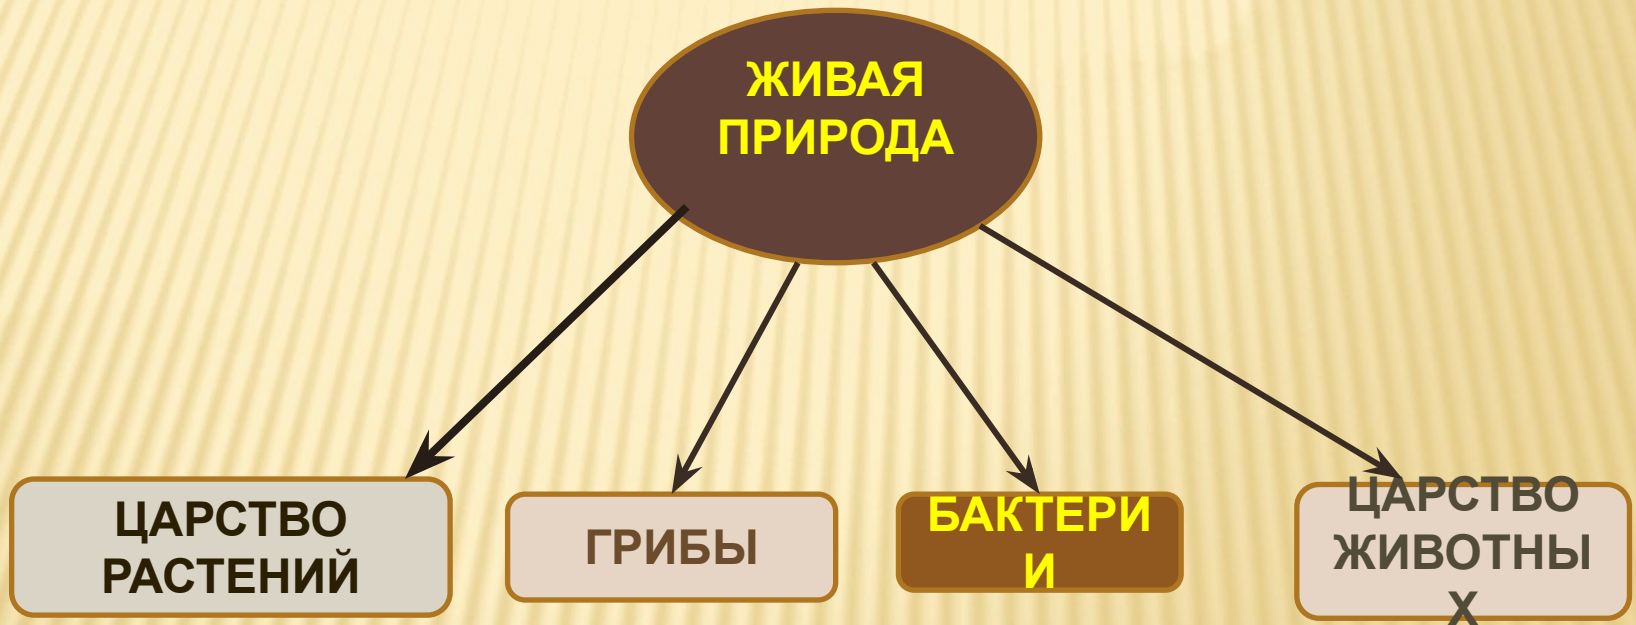 ЖИВАЯ
ПРИРОДА
ЦАРСТВО
РАСТЕНИЙ
ГРИБЫ
БАКТЕРИ
И
ЦАРСТВО
ЖИВОТНЫ
Х